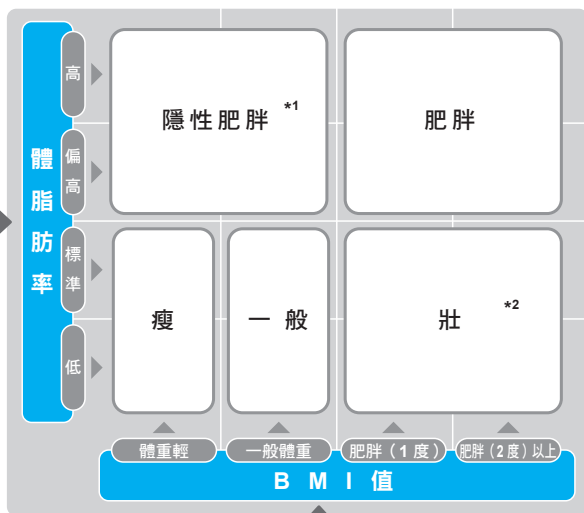 體脂肪率
高
偏高
標準
低
隱性肥胖 *1
肥胖
瘦
一般
壯 *2
體重輕
一般體重
肥胖（1度）
肥胖（2度）以上
BMI值